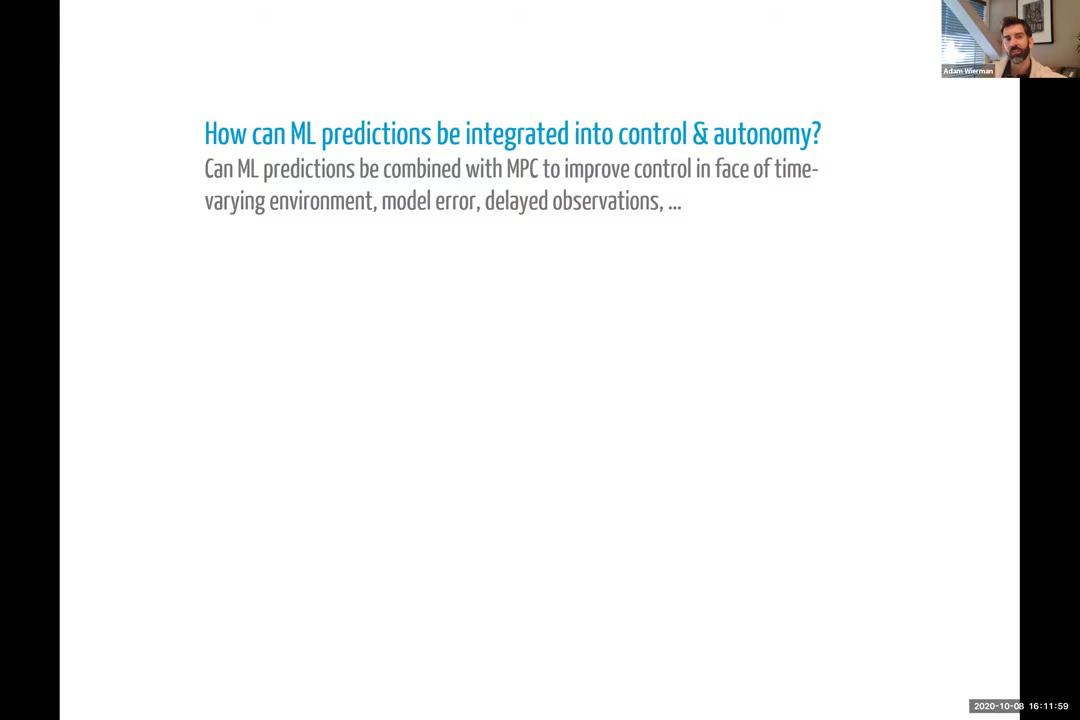 Adam Wierman
How can ML predictions be integrated into control & autonomy?
Can ML predictions be combined with MPC to improve control in face of time-
varying environment, model error, delayed observations, ...
2020-10-08 16:11:59